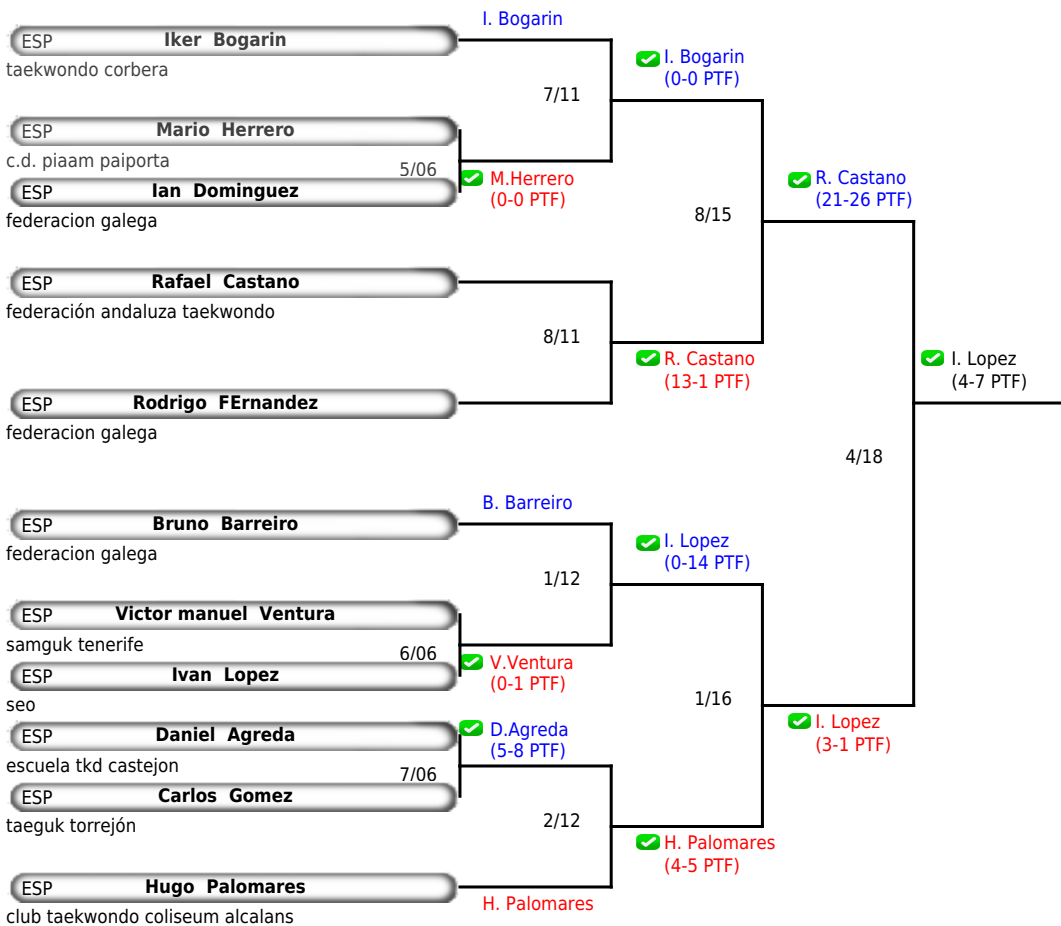 I. Bogarin
ESP Iker Bogarin
taekwondo corbera
I. Bogarin
(0-0 PTF)
7/11
ESP Mario Herrero
c.d. piaam paiporta
5/06
M.Herrero
(0-0 PTF)
ESP Ian Dominguez
federacion galega
R. Castano
(21-26 PTF)
8/15
ESP Rafael Castano
federación andaluza taekwondo
8/11
R. Castano
(13-1 PTF)
I. Lopez
(4-7 PTF)
ESP Rodrigo FErnandez
federacion galega
4/18
B. Barreiro
ESP Bruno Barreiro
federacion galega
I. Lopez
(0-14 PTF)
1/12
ESP Victor manuel Ventura
samguk tenerife
6/06
V.Ventura
(0-1 PTF)
ESP Ivan Lopez
seo
1/16
I. Lopez
(3-1 PTF)
ESP Daniel Agreda
D.Agreda
(5-8 PTF)
escuela tkd castejon
7/06
ESP Carlos Gomez
taeguk torrejón
2/12
H. Palomares
(4-5 PTF)
ESP Hugo Palomares
H. Palomares
club taekwondo coliseum alcalans